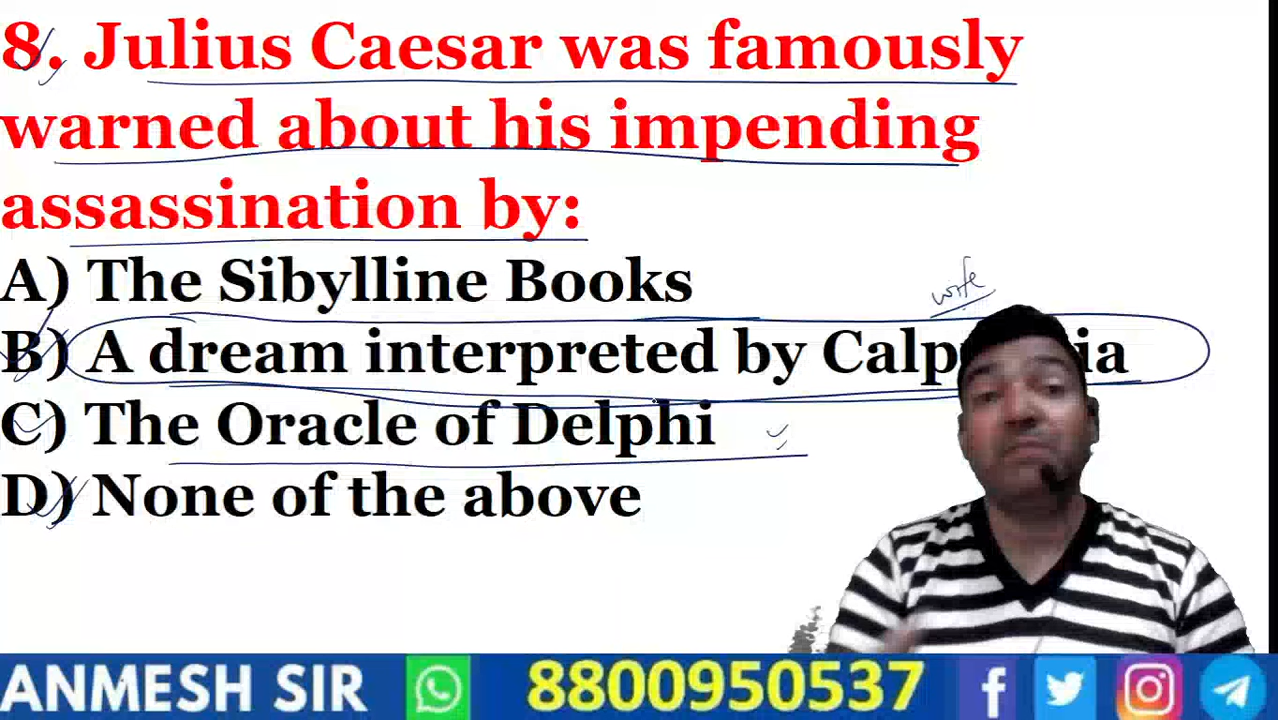 8. Julius Caesar was famously
warned about his impending
assassination by:
A) The Sibylline Books
wife
B) A dream interpreted by
C) The Oracle of Delphi
D) None of the above
ANMESH SIR 8800950537